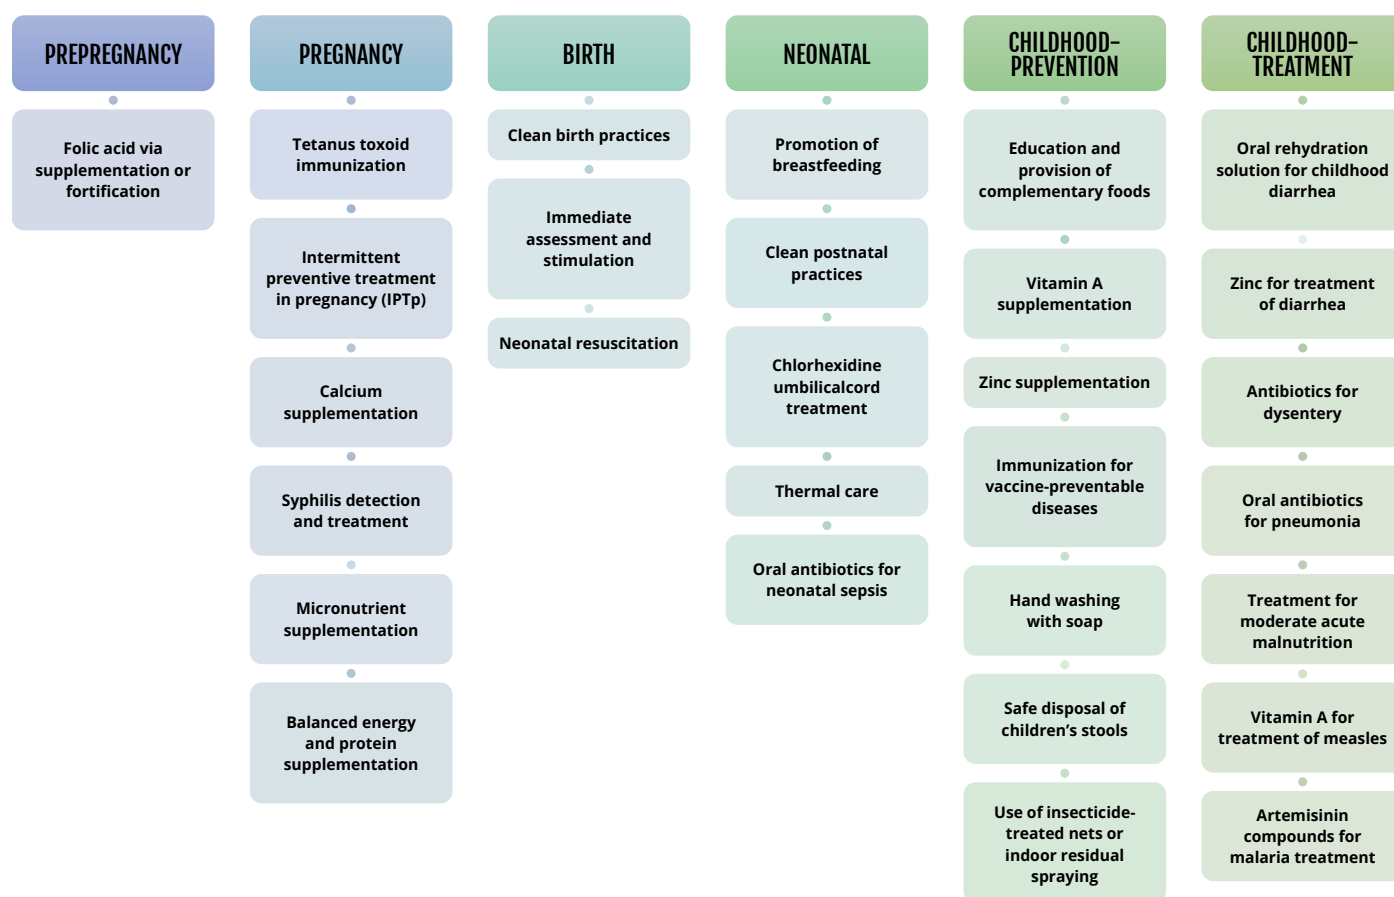 PREPREGNANCY
Folic acid via
supplementation or
fortification
PREGNANCY
Tetanus toxoid
immunization
Intermittent
preventive treatment
in pregnancy (IPTp)
Calcium
supplementation
Syphilis detection
and treatment
Micronutrient
supplementation
Balanced energy
and protein
supplementation
BIRTH
Clean birth practices
Immediate
assessment and
stimulation
Neonatal resuscitation
NEONATAL
Promotion of
breastfeeding
Clean postnatal
practices
Chlorhexidine
umbilicalcord
treatment
Thermal care
Oral antibiotics for
neonatal sepsis
CHILDHOOD–
PREVENTION
Education and
provision of
complementary foods
Vitamin A
supplementation
Zinc supplementation
Immunization for
vaccine-preventable
diseases
Hand washing
with soap
Safe disposal of
children’s stools
Use of insecticide-
treated nets or
indoor residual
spraying
CHILDHOOD–
TREATMENT
Oral rehydration
solution for childhood
diarrhea
Zinc for treatment
of diarrhea
Antibiotics for
dysentery
Oral antibiotics
for pneumonia
Treatment for
moderate acute
malnutrition
Vitamin A for
treatment of measles
Artemisinin
compounds for
malaria treatment